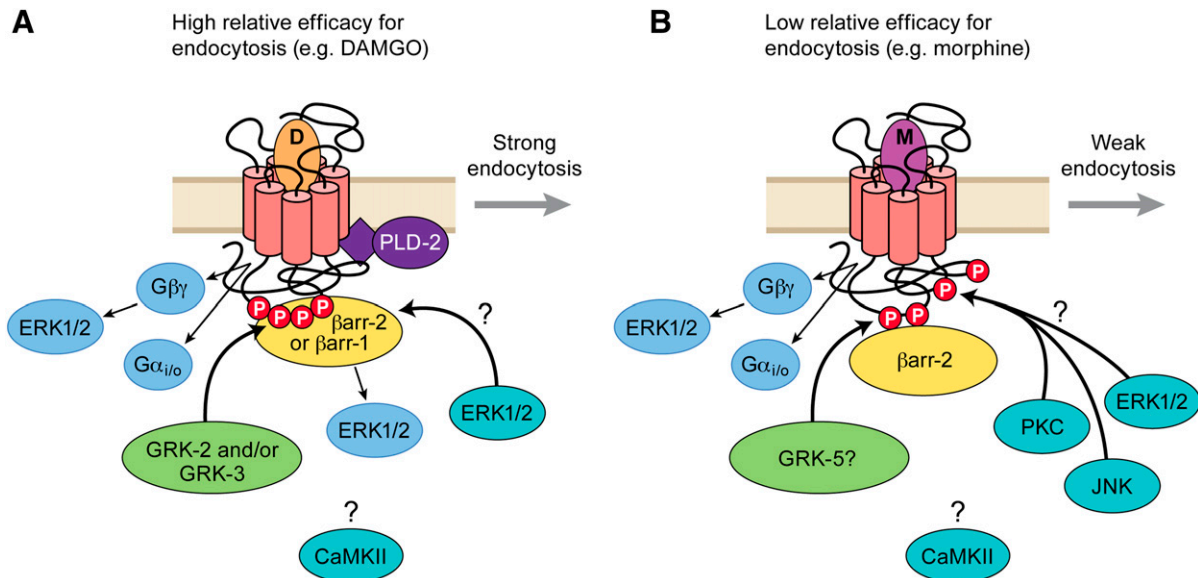 A
High relative efficacy for
endocytosis (e.g. DAMGO)
D
Strong
endocytosis
PLD-2
Gβγ
ERK1/2
Gαi/o
P
P
P
P
βarr-2
or βarr-1
?
ERK1/2
ERK1/2
GRK-2 and/or
GRK-3
?
CaMKII
B
Low relative efficacy for
endocytosis (e.g. morphine)
M
Weak
endocytosis
Gβγ
ERK1/2
Gαi/o
P
P
P
P
βarr-2
?
ERK1/2
PKC
JNK
GRK-5?
?
CaMKII